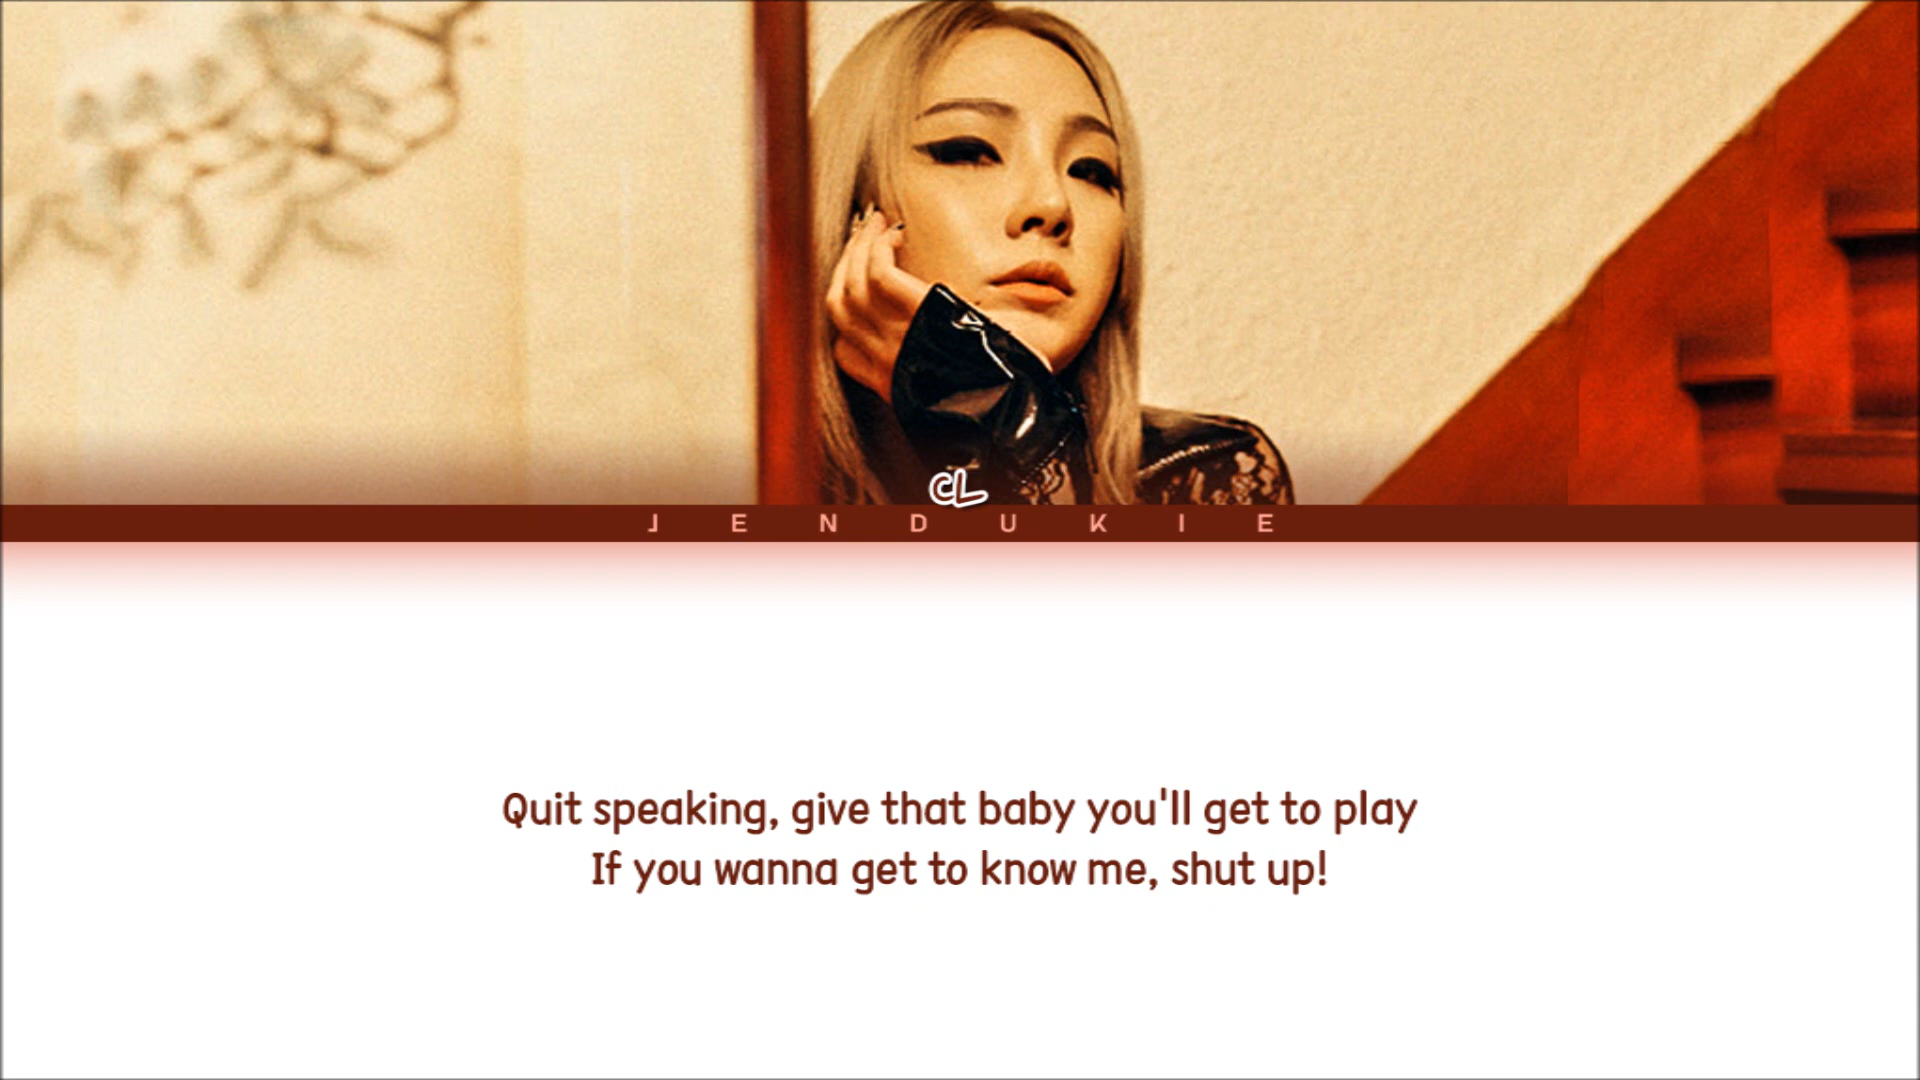 CL
JENDUKIE
Quit speaking, give that baby you'll get to play
If you wanna get to know me, shut up!